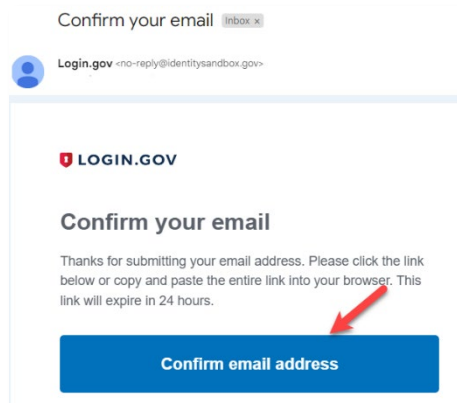 Confirm your email Inbox x
Login.gov <no-reply@identitysandbox.gov>
LOGIN.GOV
Confirm your email
Thanks for submitting your email address. Please click the link
below or copy and paste the entire link into your browser. This
link will expire in 24 hours.
Confirm email address